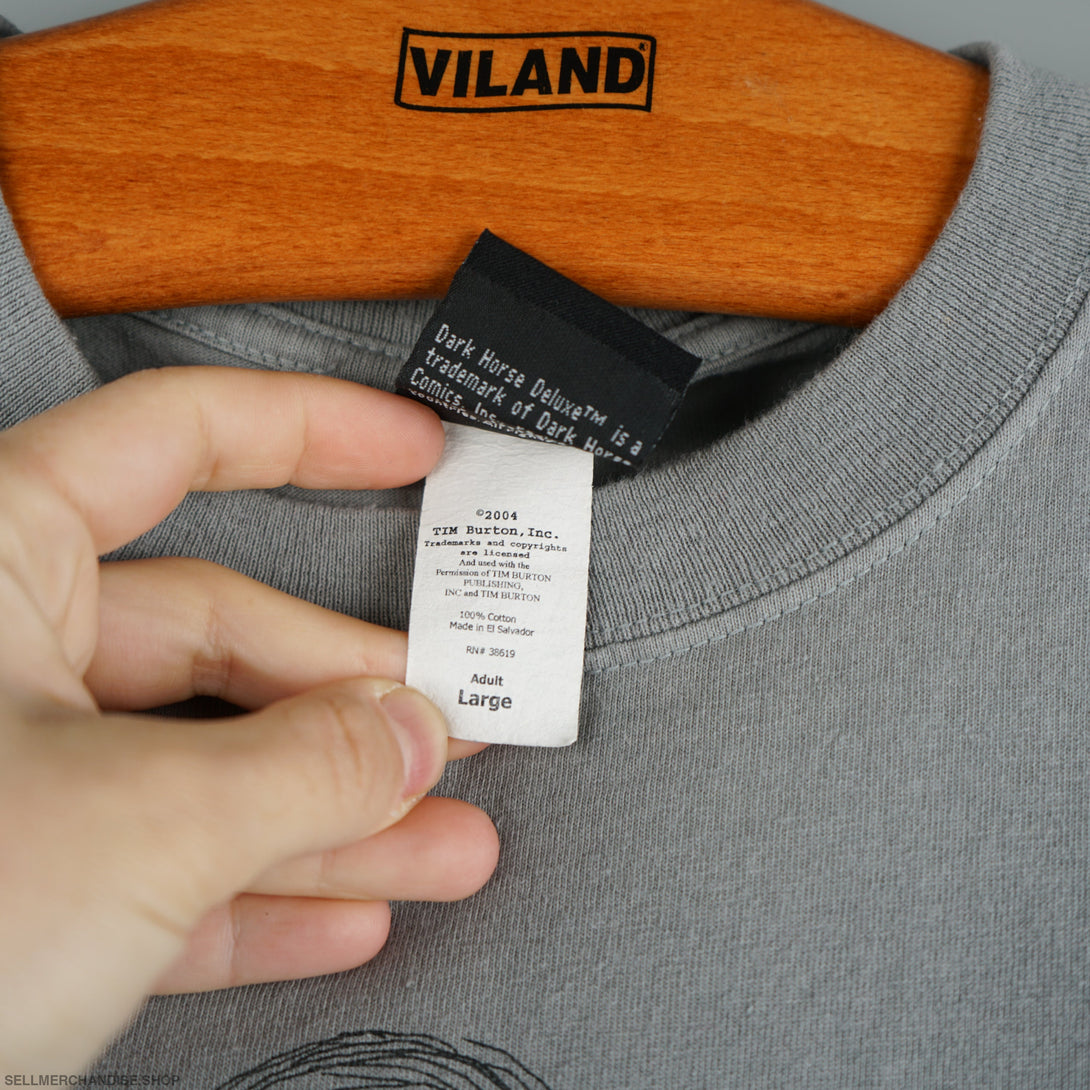 VILAND®
Dark Horse Deluxe™ is a
trademark of Dark Horse
Comics, Inc.
©2004
TIM Burton,Inc.
Trademarks and copyrights
are licensed
And used with the
Permission of TIM BURTON
PUBLISHING,
INC and TIM BURTON
100% Cotton
Made in El Salvador
RN# 38619
Adult
Large
SELLMERCHANDISE.SHOP